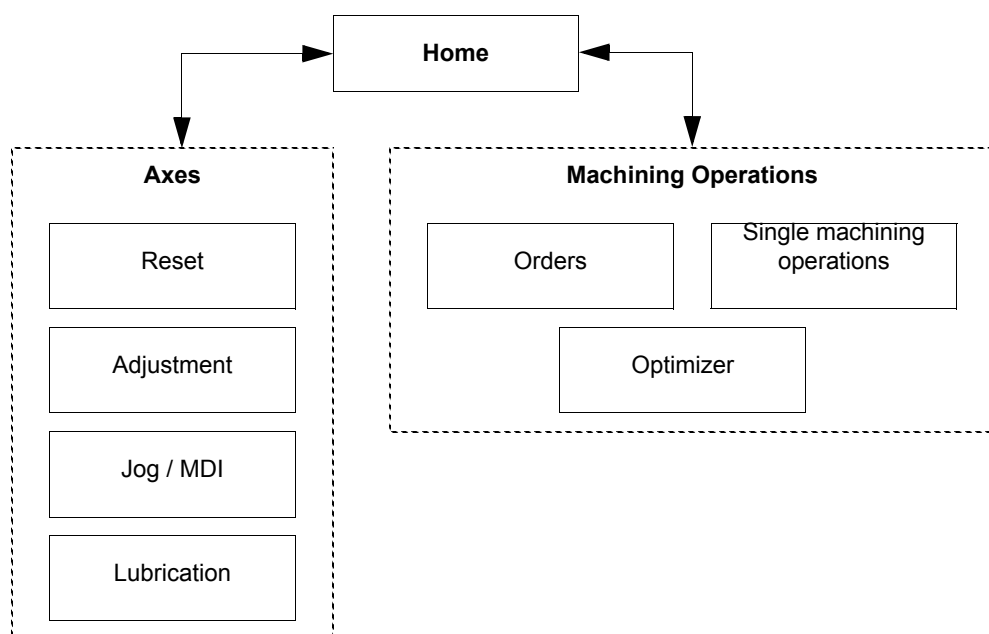 Home
Axes
Reset
Adjustment
Jog / MDI
Lubrication
Machining Operations
Orders
Single machining
operations
Optimizer